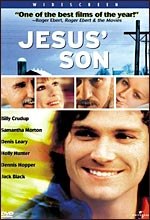 WIDESCREEN
"One of the best films of the year!"
- Roger Ebert, Roger Ebert & the Movies
JESUS'
SON
Billy Crudup
Samantha Morton
Denis Leary
Holly Hunter
Dennis Hopper
Jack Black
DVD